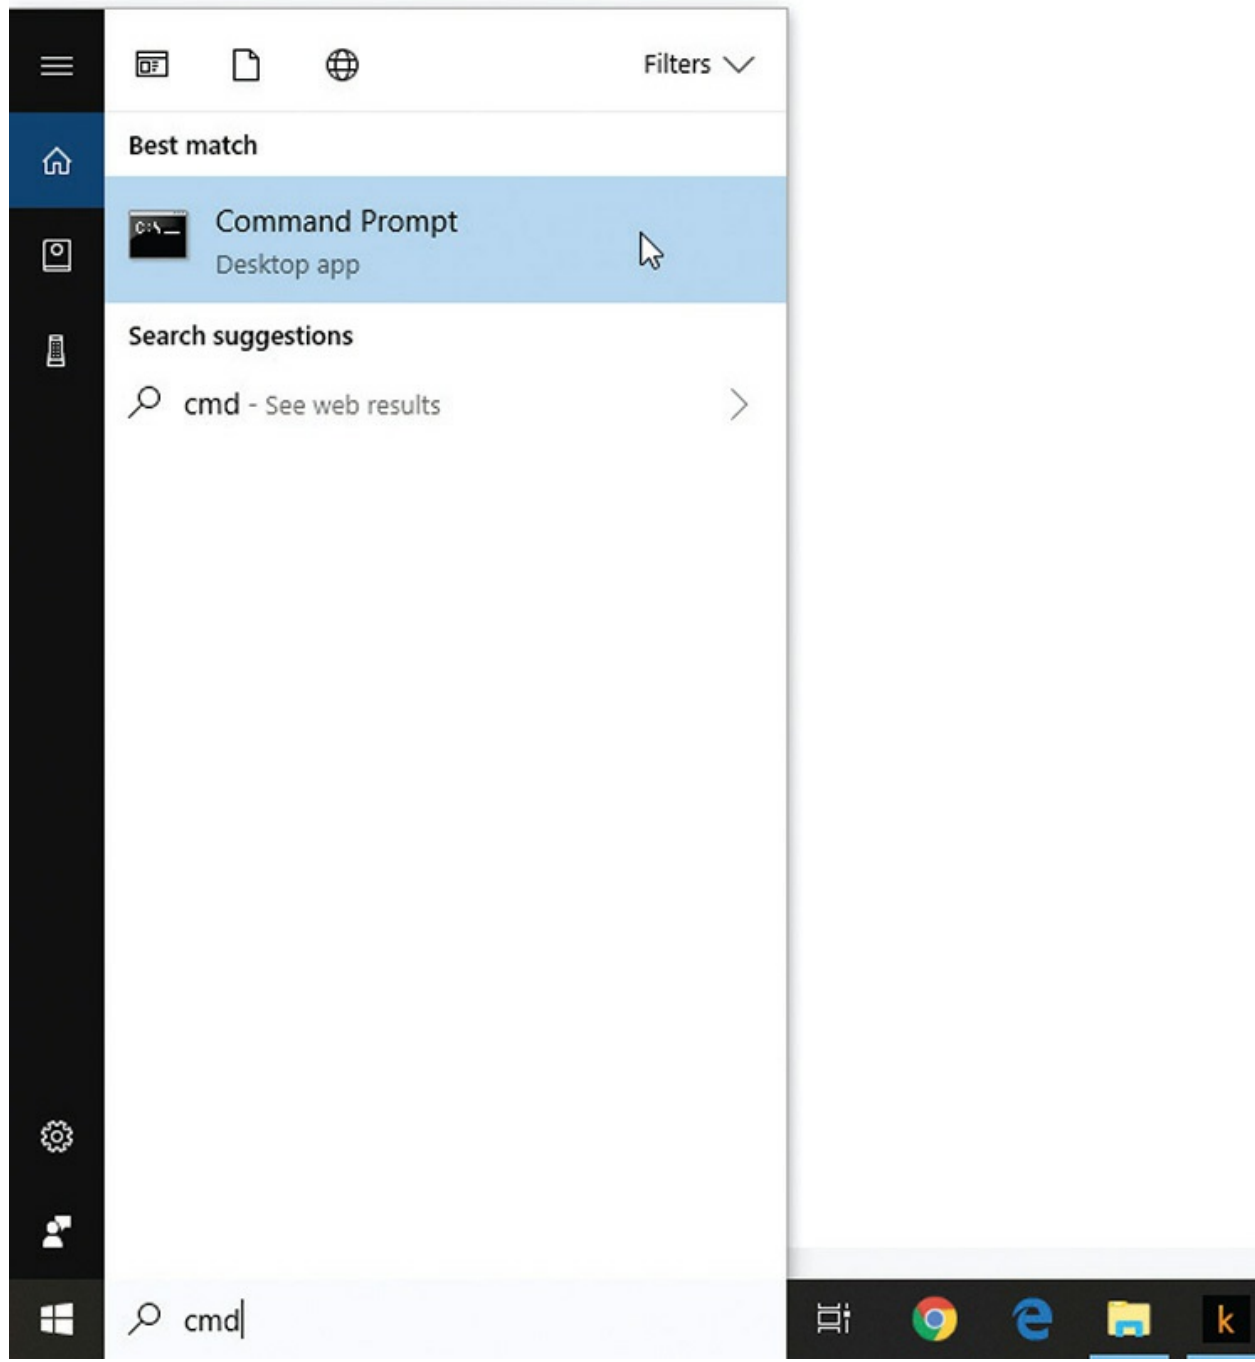 Filters
Best match
C:\_
Command Prompt
Desktop app
Search suggestions
cmd - See web results
cmd
k